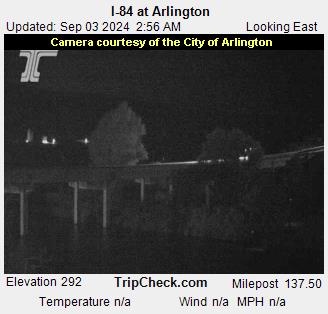 I-84 at Arlington
Updated: Sep 03 2024 2:56 AM Looking East
Camera courtesy of the City of Arlington
Elevation 292 TripCheck.com Milepost 137.50
Temperature n/a Wind n/a MPH n/a